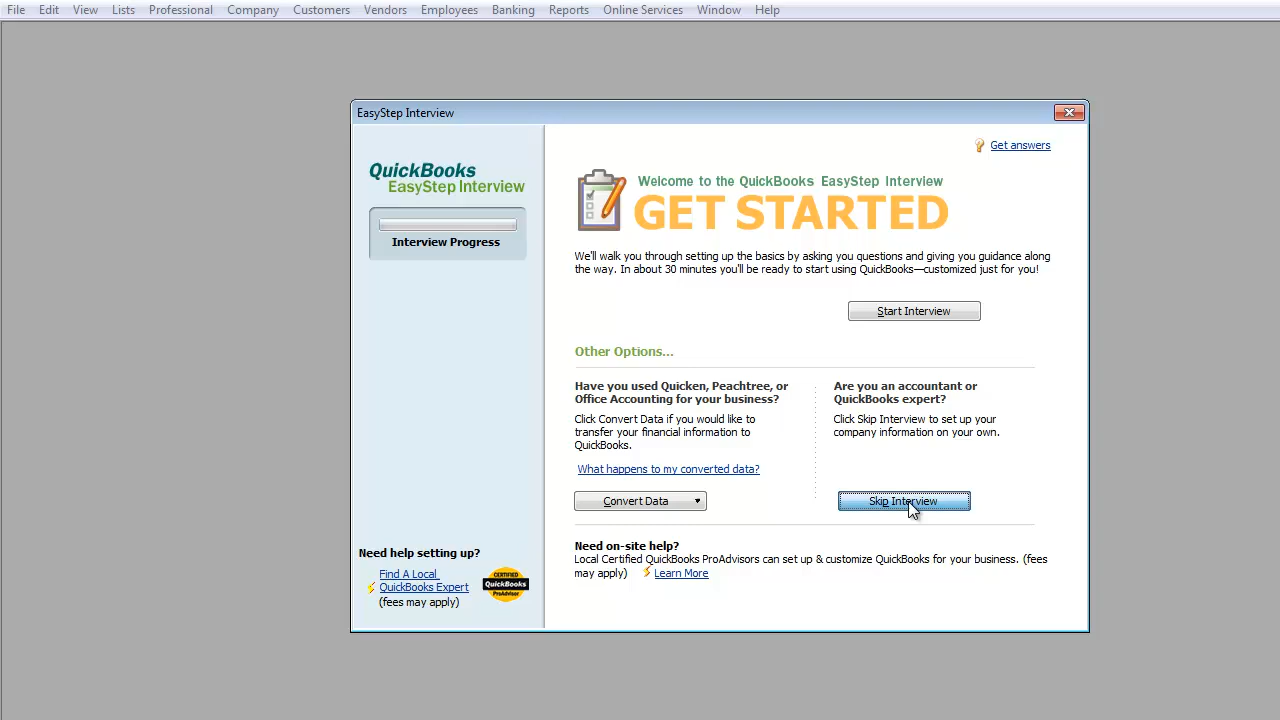 File Edit View Lists Professional Company Customers Vendors Employees Banking Reports Online Services Window Help
EasyStep Interview
Get answers
QuickBooks
EasyStep Interview
Interview Progress
Welcome to the QuickBooks EasyStep Interview
GET STARTED
We'll walk you through setting up the basics by asking you questions and giving you guidance along
the way. In about 30 minutes you'll be ready to start using QuickBooks—customized just for you!
Start Interview
Other Options...
Have you used Quicken, Peachtree, or
Office Accounting for your business?
Click Convert Data if you would like to
transfer your financial information to
QuickBooks.
What happens to my converted data?
Convert Data
Are you an accountant or
QuickBooks expert?
Click Skip Interview to set up your
company information on your own.
Skip Interview
Need on-site help?
Local Certified QuickBooks ProAdvisors can set up & customize QuickBooks for your business. (fees
may apply) Learn More
Need help setting up?
Find A Local
QuickBooks Expert
(fees may apply)
CERTIFIED
QuickBooks
ProAdvisor